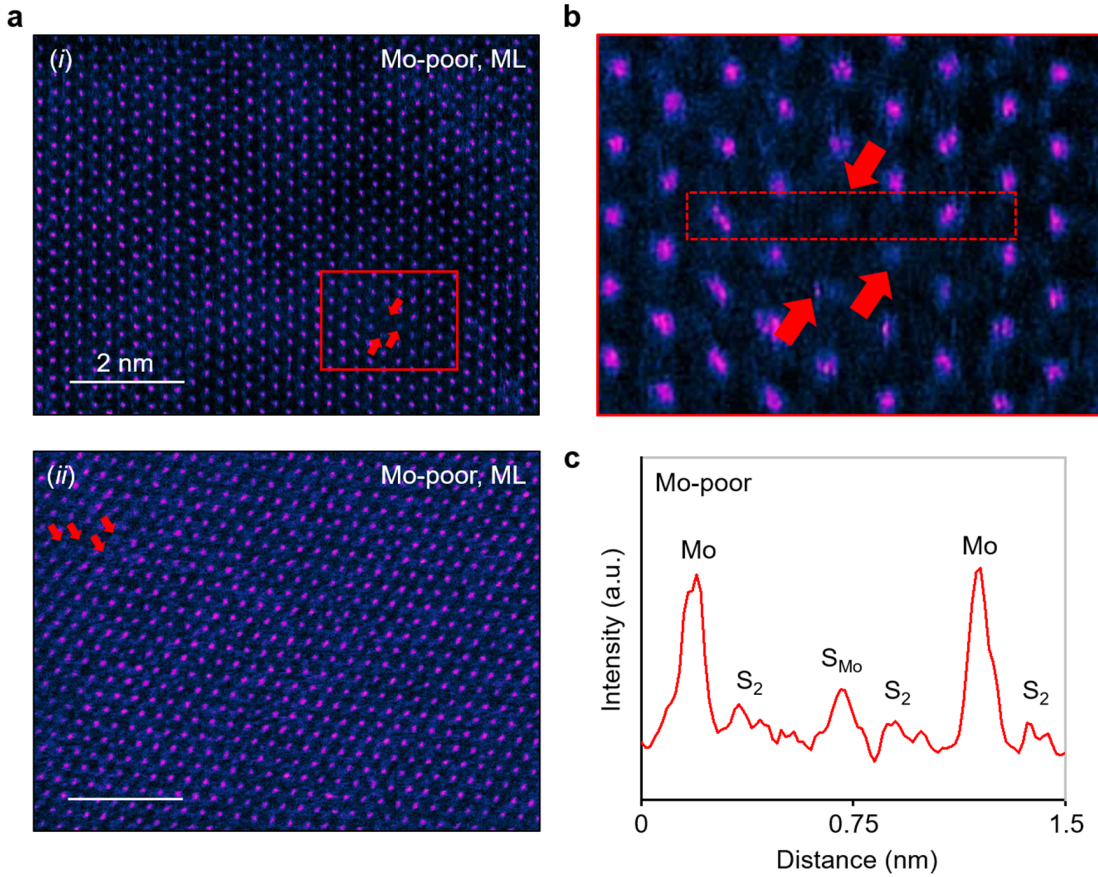 a
(i)
Mo-poor, ML
2 nm
(ii)
Mo-poor, ML
b
c
Mo-poor
Mo
S₂
S_Mo
S₂
Mo
S₂
Intensity (a.u.)
0
0.75
1.5
Distance (nm)